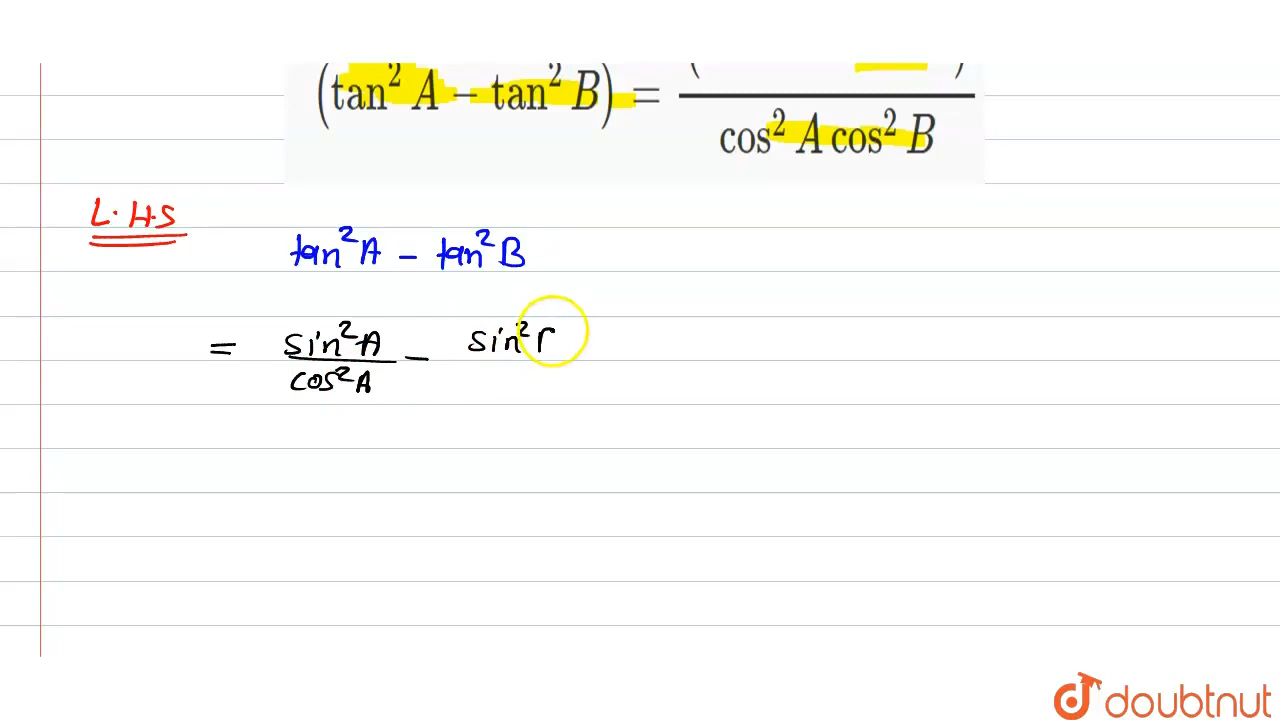 (tan² A − tan² B) =
cos² A cos² B
L.H.S
tan²A − tan²B
= sin²A / cos²A − sin²
doubtnut